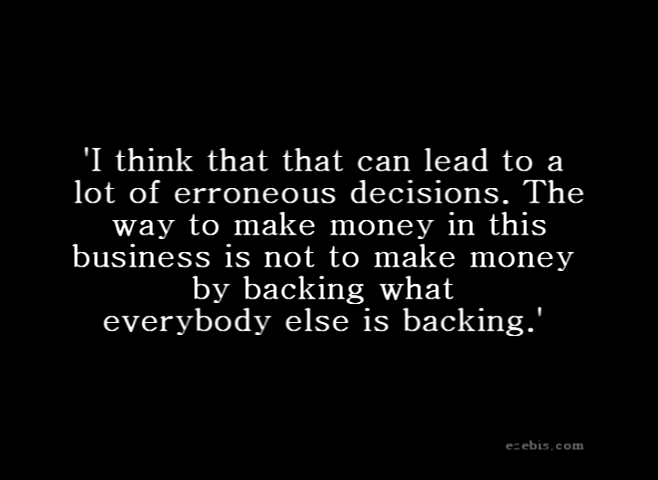 'I think that that can lead to a
lot of erroneous decisions. The
way to make money in this
business is not to make money
by backing what
everybody else is backing.'
ezebis.com